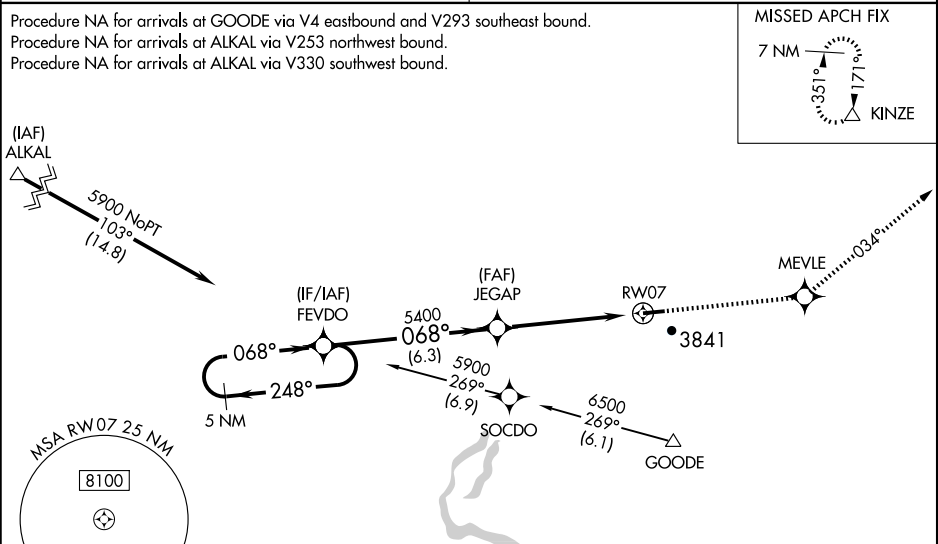 Procedure NA for arrivals at GOODE via V4 eastbound and V293 southeast bound.
Procedure NA for arrivals at ALKAL via V253 northwest bound.
Procedure NA for arrivals at ALKAL via V330 southwest bound.
MISSED APCH FIX
7 NM
351°
171°
KINZE
(IAF)
ALKAL
5900 NoPT
103°
(14.8)
034°
MEVLE
(FAF)
JEGAP
RW07
(IF/IAF)
FEVDO
5400
068°
(6.3)
3841
068°
248°
5 NM
5900
269°
(6.9)
SOCDO
6500
269°
(6.1)
GOODE
MSA RW07 25 NM
8100